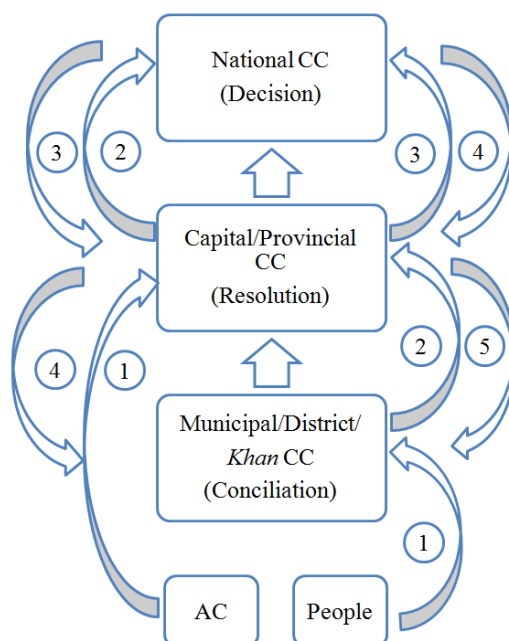 National CC
(Decision)
3
2
3
4
Capital/Provincial
CC
(Resolution)
4
1
2
5
Municipal/District/
Khan CC
(Conciliation)
1
AC
People